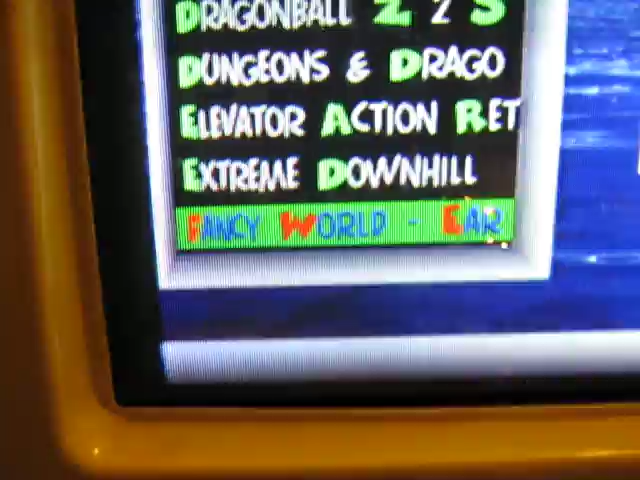 DRAGONBALL Z 2 S
DUNGEONS & DRAGO
ELEVATOR ACTION RET
EXTREME DOWNHILL
FANCY WORLD - EAR